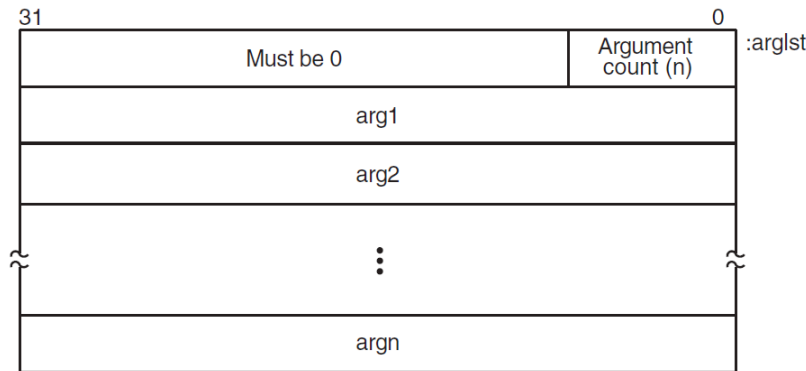 31 0
Must be 0
Argument
count (n)
:arglst
arg1
arg2
argn